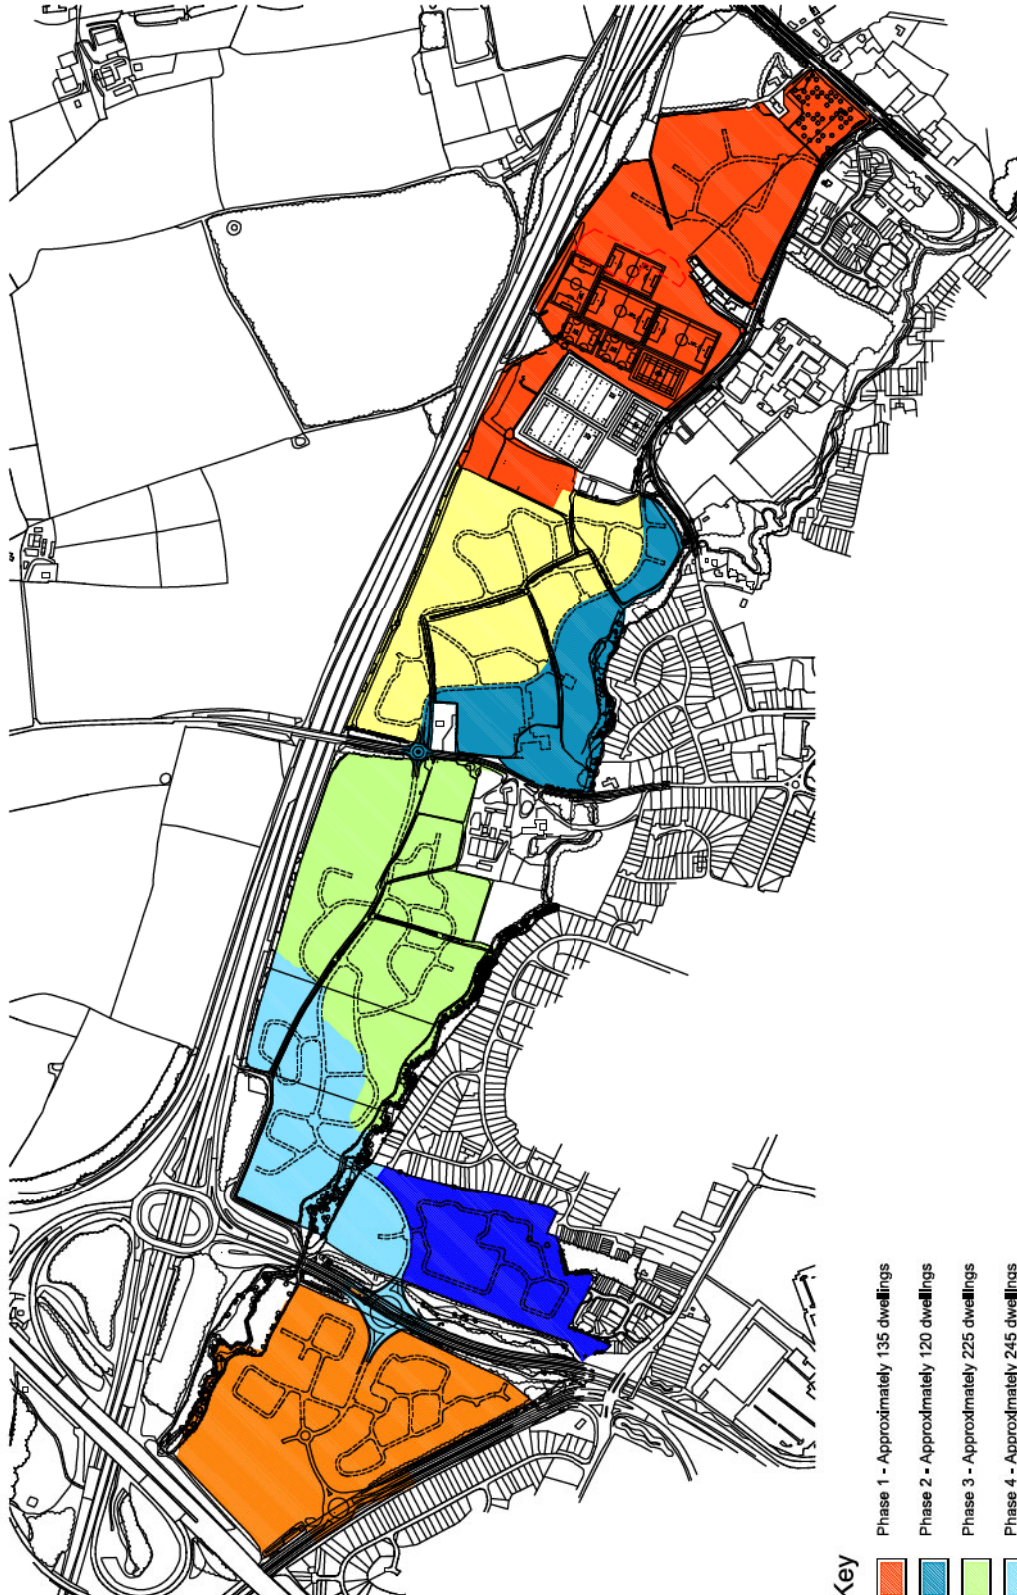 Key
Phase 1 - Approximately 135 dwellings
Phase 2 - Approximately 120 dwellings
Phase 3 - Approximately 225 dwellings
Phase 4 - Approximately 245 dwellings